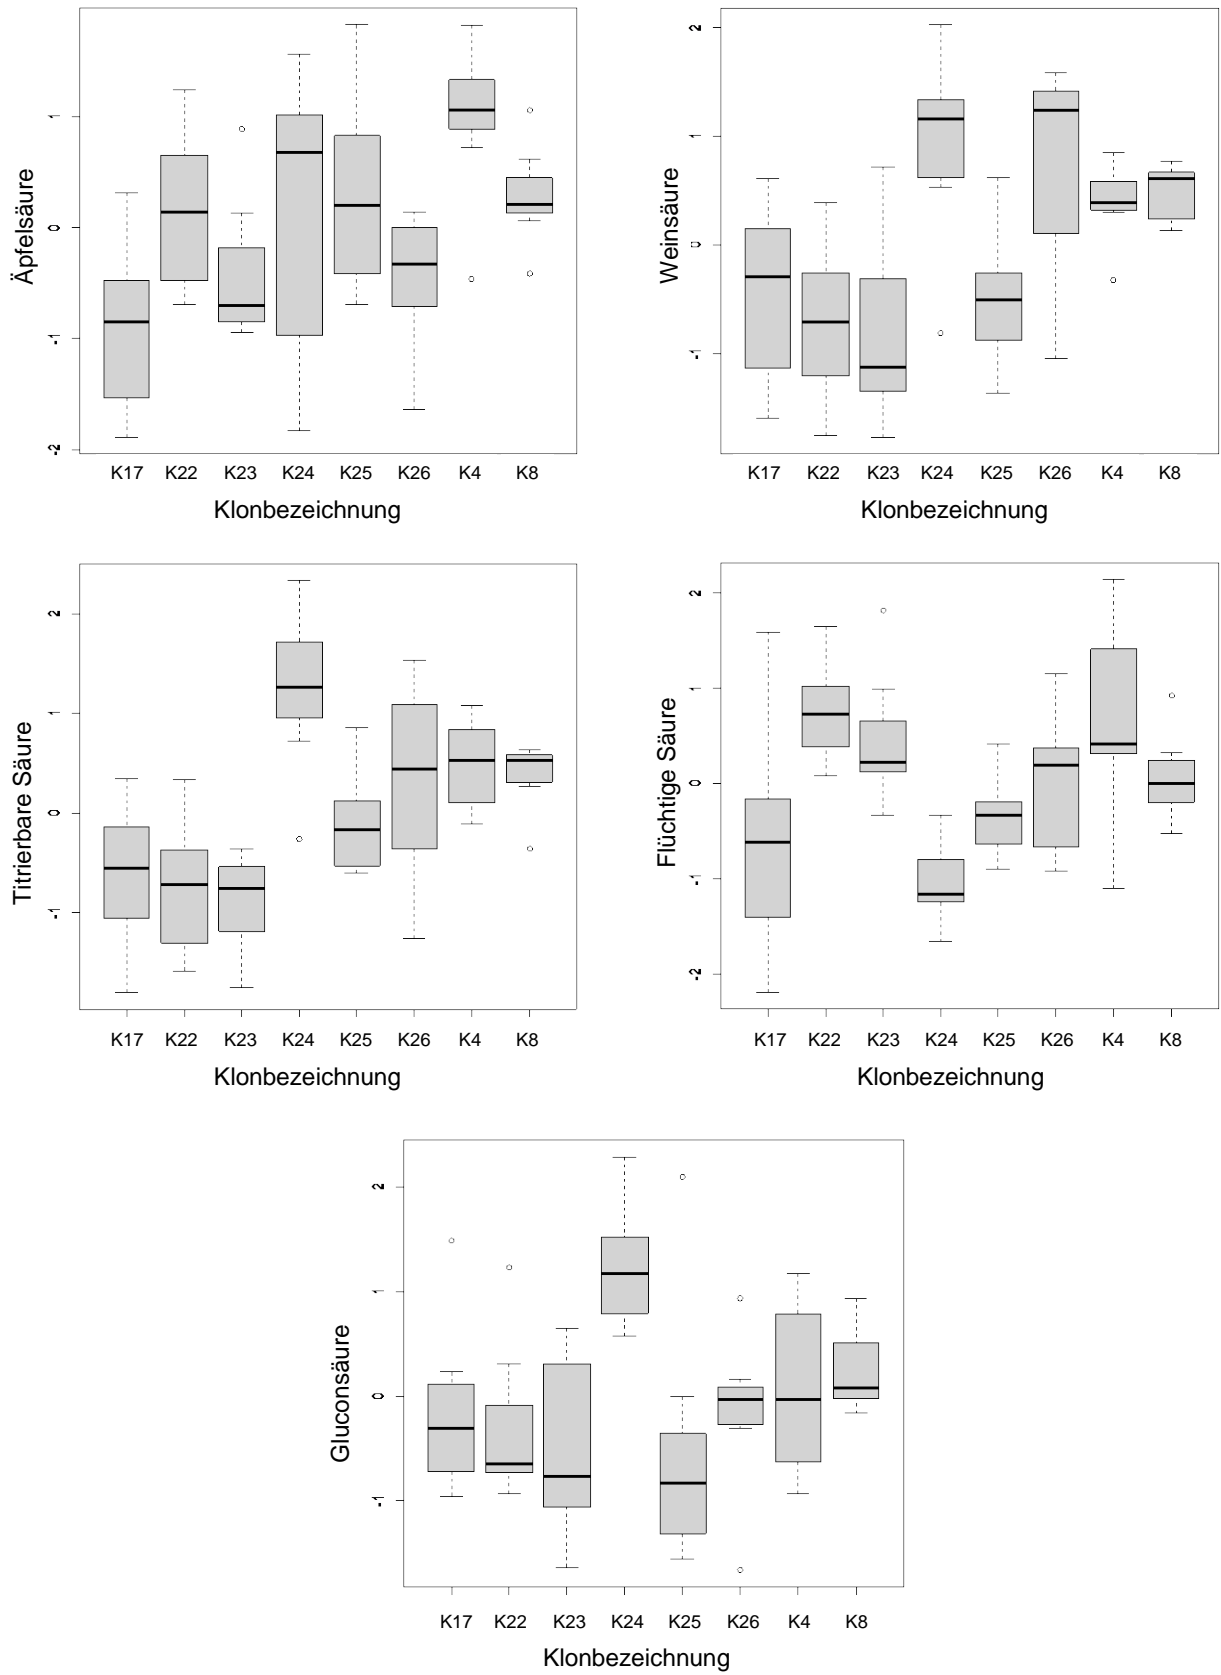 Äpfelsäure
1
0
-1
-2
K17 K22 K23 K24 K25 K26 K4 K8
Klonbezeichnung
Weinsäure
2
1
0
-1
K17 K22 K23 K24 K25 K26 K4 K8
Klonbezeichnung
Titrierbare Säure
2
1
0
-1
K17 K22 K23 K24 K25 K26 K4 K8
Klonbezeichnung
Flüchtige Säure
2
1
0
-1
-2
K17 K22 K23 K24 K25 K26 K4 K8
Klonbezeichnung
Gluconsäure
2
1
0
-1
K17 K22 K23 K24 K25 K26 K4 K8
Klonbezeichnung